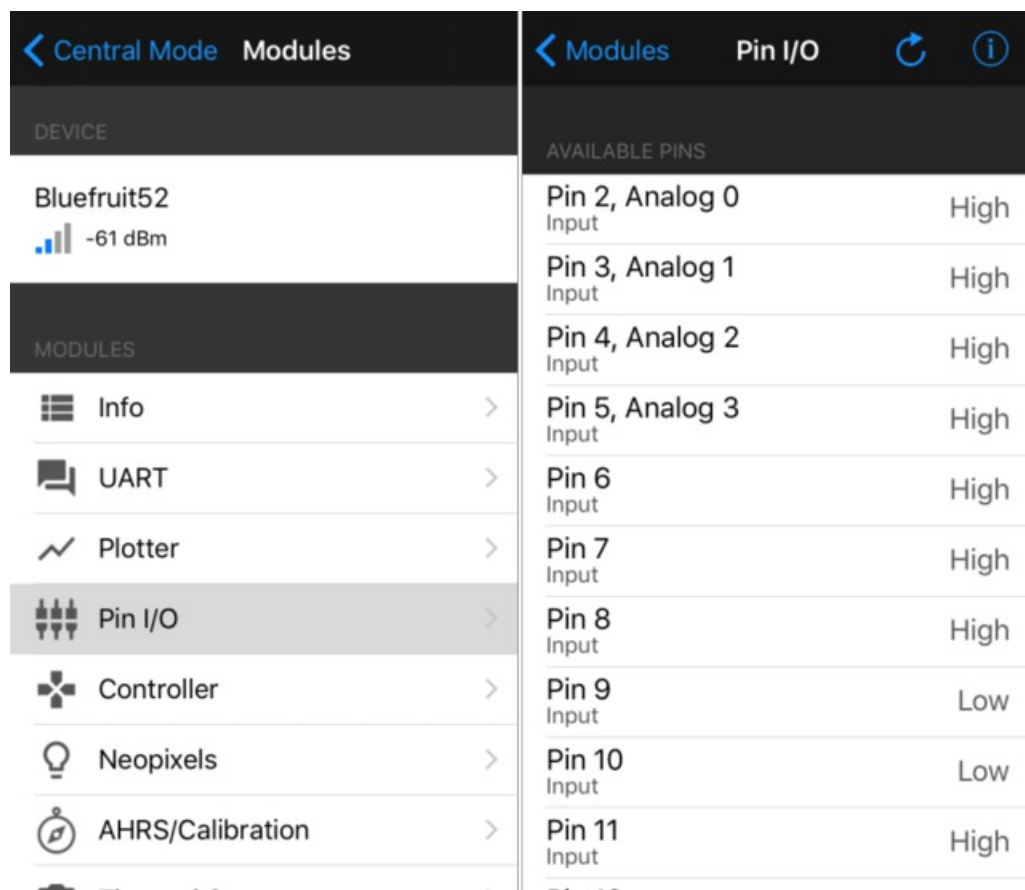 Central Mode Modules
DEVICE
Bluefruit52
-61 dBm
MODULES
Info
UART
Plotter
Pin I/O
Controller
Neopixels
AHRS/Calibration
Modules Pin I/O
AVAILABLE PINS
Pin 2, Analog 0
Input
High
Pin 3, Analog 1
Input
High
Pin 4, Analog 2
Input
High
Pin 5, Analog 3
Input
High
Pin 6
Input
High
Pin 7
Input
High
Pin 8
Input
High
Pin 9
Input
Low
Pin 10
Input
Low
Pin 11
Input
High